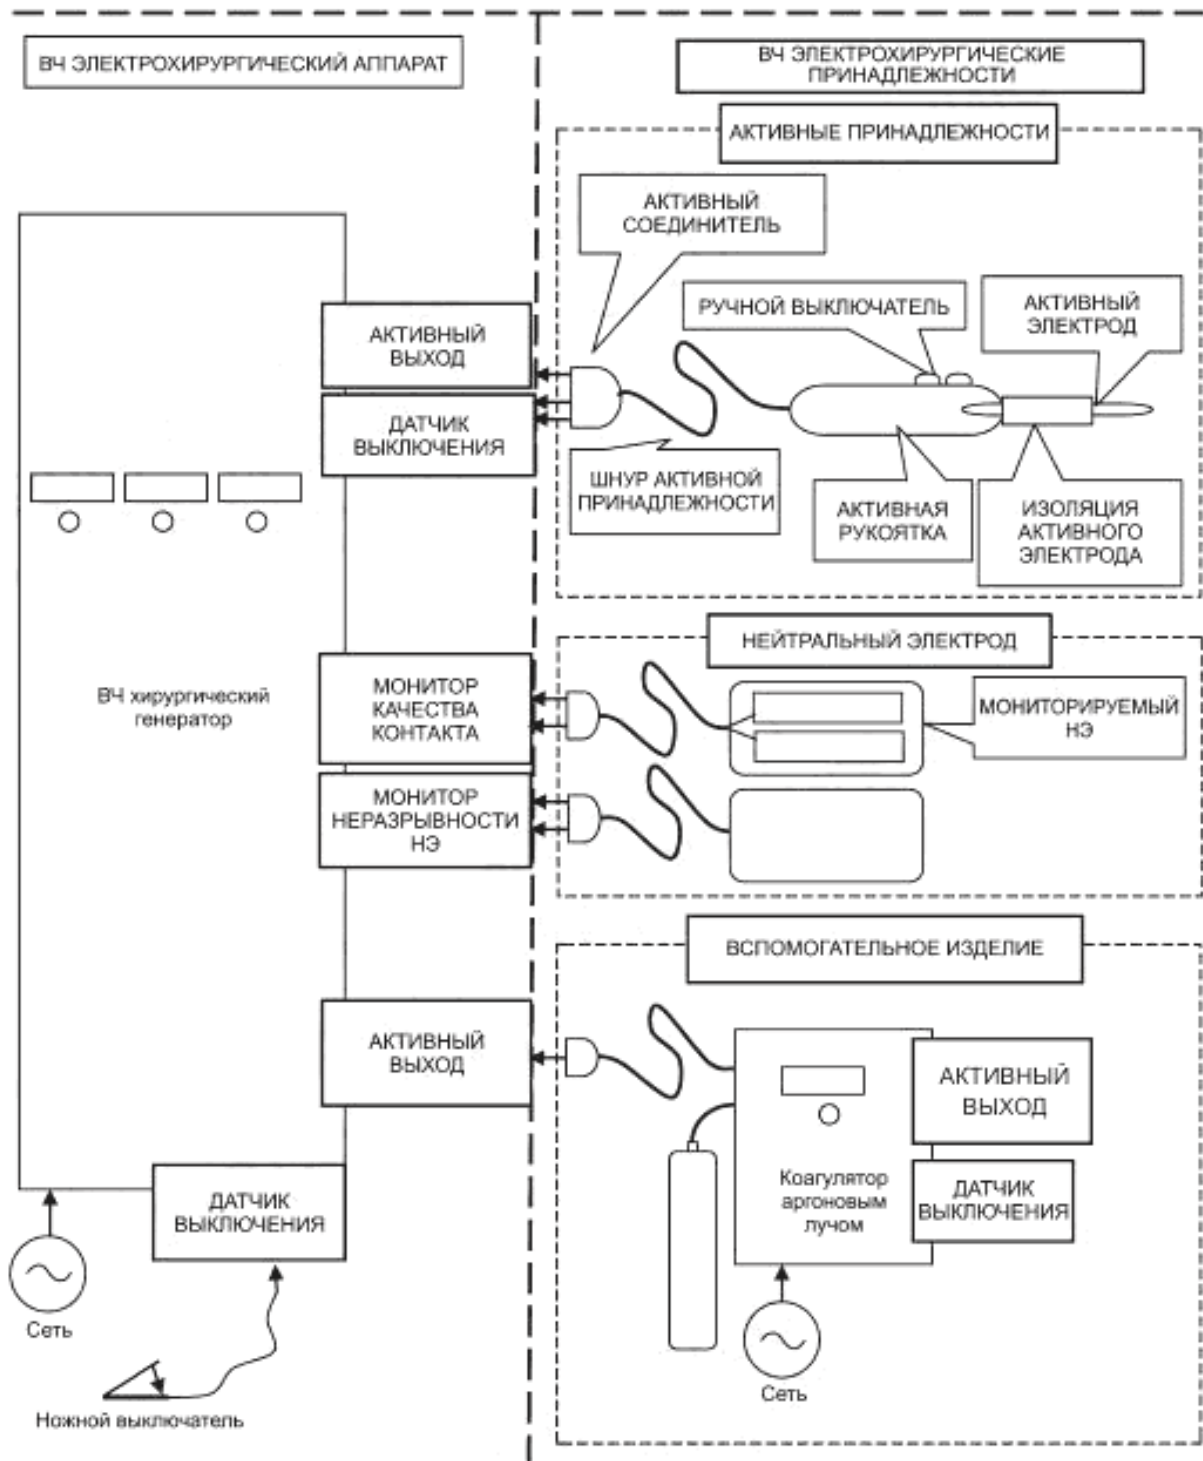 ВЧ ЭЛЕКТРОХИРУРГИЧЕСКИЙ АППАРАТ
ВЧ ЭЛЕКТРОХИРУРГИЧЕСКИЕ
ПРИНАДЛЕЖНОСТИ
АКТИВНЫЕ ПРИНАДЛЕЖНОСТИ
АКТИВНЫЙ
СОЕДИНИТЕЛЬ
РУЧНОЙ ВЫКЛЮЧАТЕЛЬ
АКТИВНЫЙ
ЭЛЕКТРОД
АКТИВНЫЙ
ВЫХОД
ДАТЧИК
ВЫКЛЮЧЕНИЯ
ШНУР АКТИВНОЙ
ПРИНАДЛЕЖНОСТИ
АКТИВНАЯ
РУКОЯТКА
ИЗОЛЯЦИЯ
АКТИВНОГО
ЭЛЕКТРОДА
НЕЙТРАЛЬНЫЙ ЭЛЕКТРОД
ВЧ хирургический
генератор
МОНИТОР
КАЧЕСТВА
КОНТАКТА
МОНИТОРИРУЕМЫЙ
НЭ
МОНИТОР
НЕРАЗРЫВНОСТИ
НЭ
ВСПОМОГАТЕЛЬНОЕ ИЗДЕЛИЕ
АКТИВНЫЙ
ВЫХОД
АКТИВНЫЙ
ВЫХОД
Коагулятор
аргоновым
лучом
ДАТЧИК
ВЫКЛЮЧЕНИЯ
ДАТЧИК
ВЫКЛЮЧЕНИЯ
Сеть
Сеть
Ножной выключатель